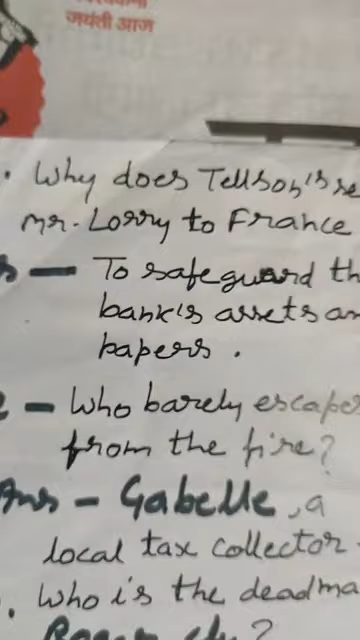 जयंती आज
. Why does Tellson's se
Mr. Lorry to France
s — To safeguard th
bank's assets an
papers.
e — Who barely escape
from the fire?
Ans — Gabelle, a
local tax collector.
. Who is the deadma